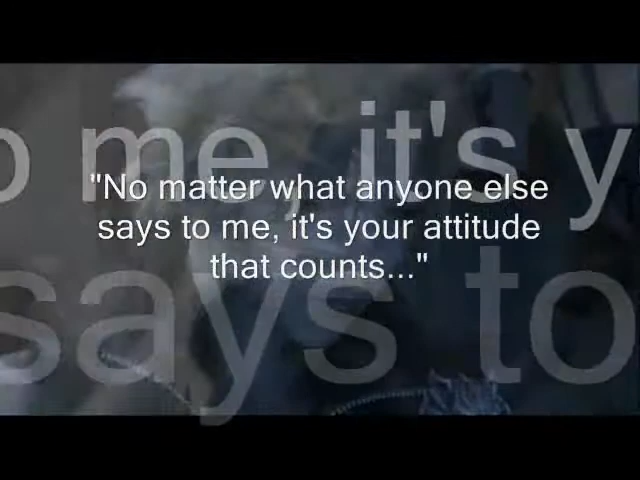 o me, it's y
"No matter what anyone else
says to me, it's your attitude
that counts..."
says to